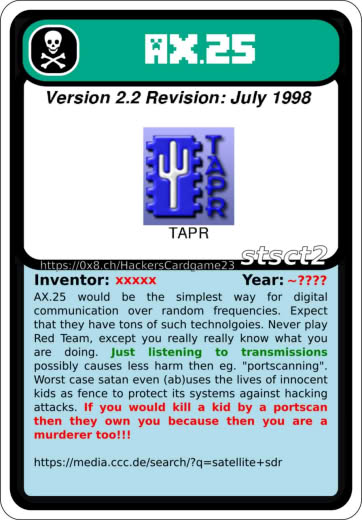 AX.25
Version 2.2 Revision: July 1998
TAPR
TAPR
stsct2
https://0x8.ch/HackersCardgame23
Inventor: xxxxx Year: ~????
AX.25 would be the simplest way for digital
communication over random frequencies. Expect
that they have tons of such technolgoies. Never play
Red Team, except you really really know what you
are doing. Just listening to transmissions
possibly causes less harm then eg. "portscanning".
Worst case satan even (ab)uses the lives of innocent
kids as fence to protect its systems against hacking
attacks. If you would kill a kid by a portscan
then they own you because then you are a
murderer too!!!
https://media.ccc.de/search/?q=satellite+sdr